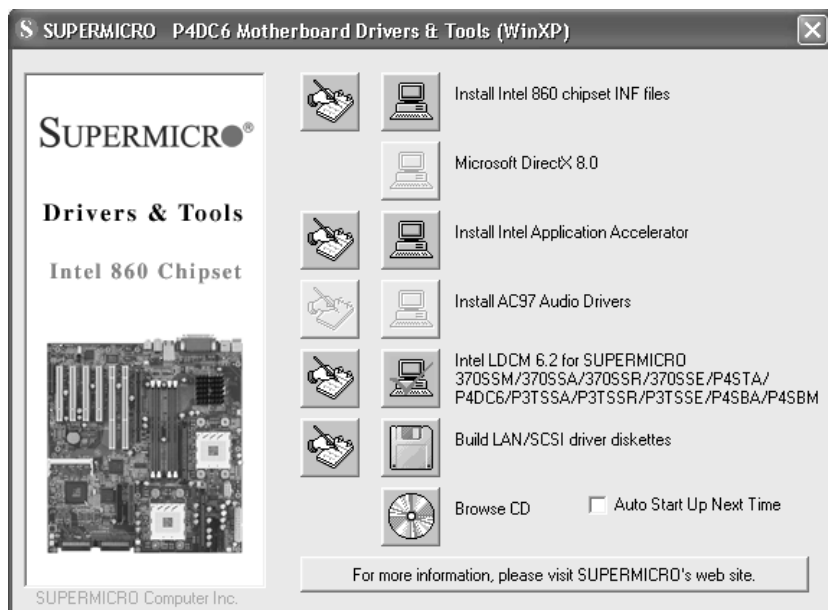 S SUPERMICRO P4DC6 Motherboard Drivers & Tools (WinXP)
SUPERMICRO®
Drivers & Tools
Intel 860 Chipset
SUPERMICRO Computer Inc.
Install Intel 860 chipset INF files
Microsoft DirectX 8.0
Install Intel Application Accelerator
Install AC97 Audio Drivers
Intel LDCM 6.2 for SUPERMICRO
370SSM/370SSA/370SSR/370SSE/P4STA/
P4DC6/P3TSSA/P3TSSR/P3TSSE/P4SBA/P4SBM
Build LAN/SCSI driver diskettes
Browse CD
Auto Start Up Next Time
For more information, please visit SUPERMICRO's web site.